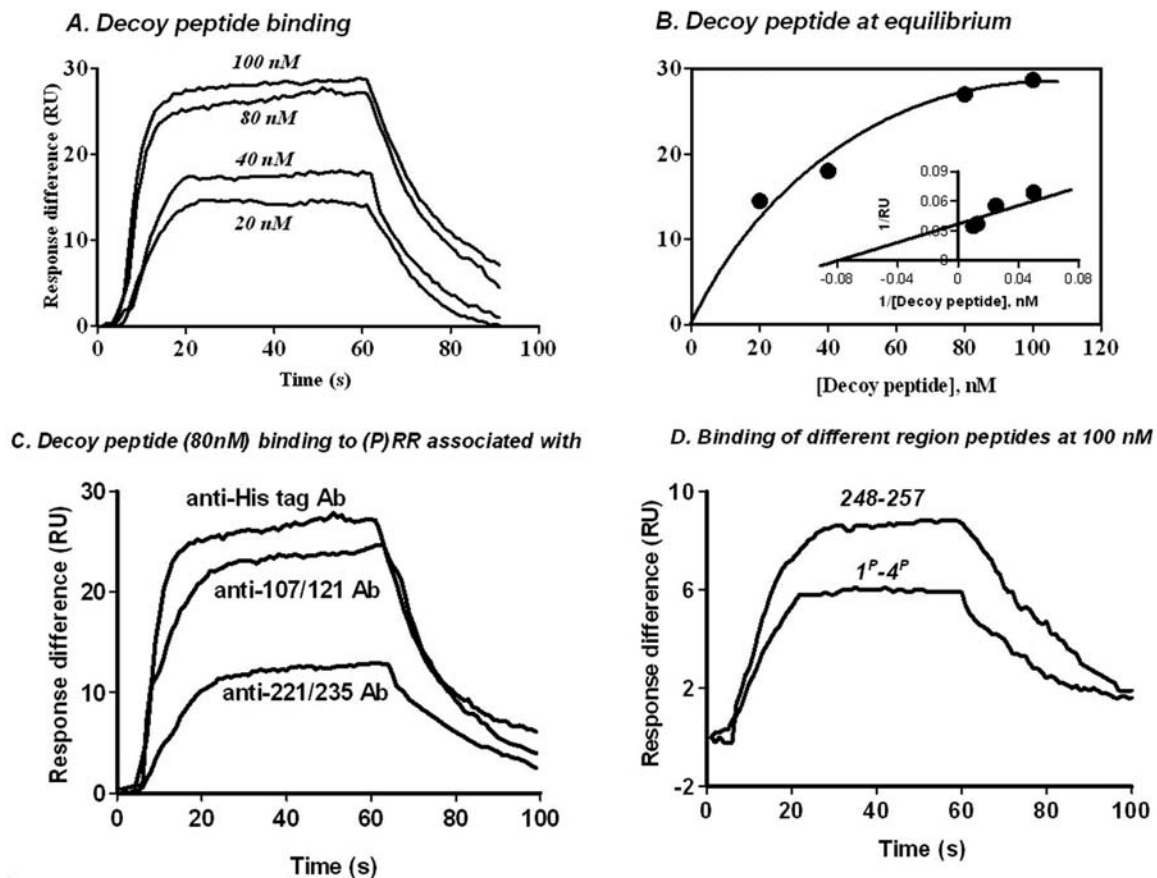 A. Decoy peptide binding
Response difference (RU)
30
20
10
0
100 nM
80 nM
40 nM
20 nM
0 20 40 60 80 100
Time (s)
B. Decoy peptide at equilibrium
30
20
10
0
1/RU
0.09
0.06
0.03
0
-0.08 -0.04 0 0.04 0.08
1/[Decoy peptide], nM
0 20 40 60 80 100 120
[Decoy peptide], nM
C. Decoy peptide (80nM) binding to (P)RR associated with
Response difference (RU)
30
20
10
0
anti-His tag Ab
anti-107/121 Ab
anti-221/235 Ab
0 20 40 60 80 100
Time (s)
D. Binding of different region peptides at 100 nM
Response difference (RU)
10
6
2
-2
248-257
1ᴾ-4ᴾ
0 20 40 60 80 100
Time (s)